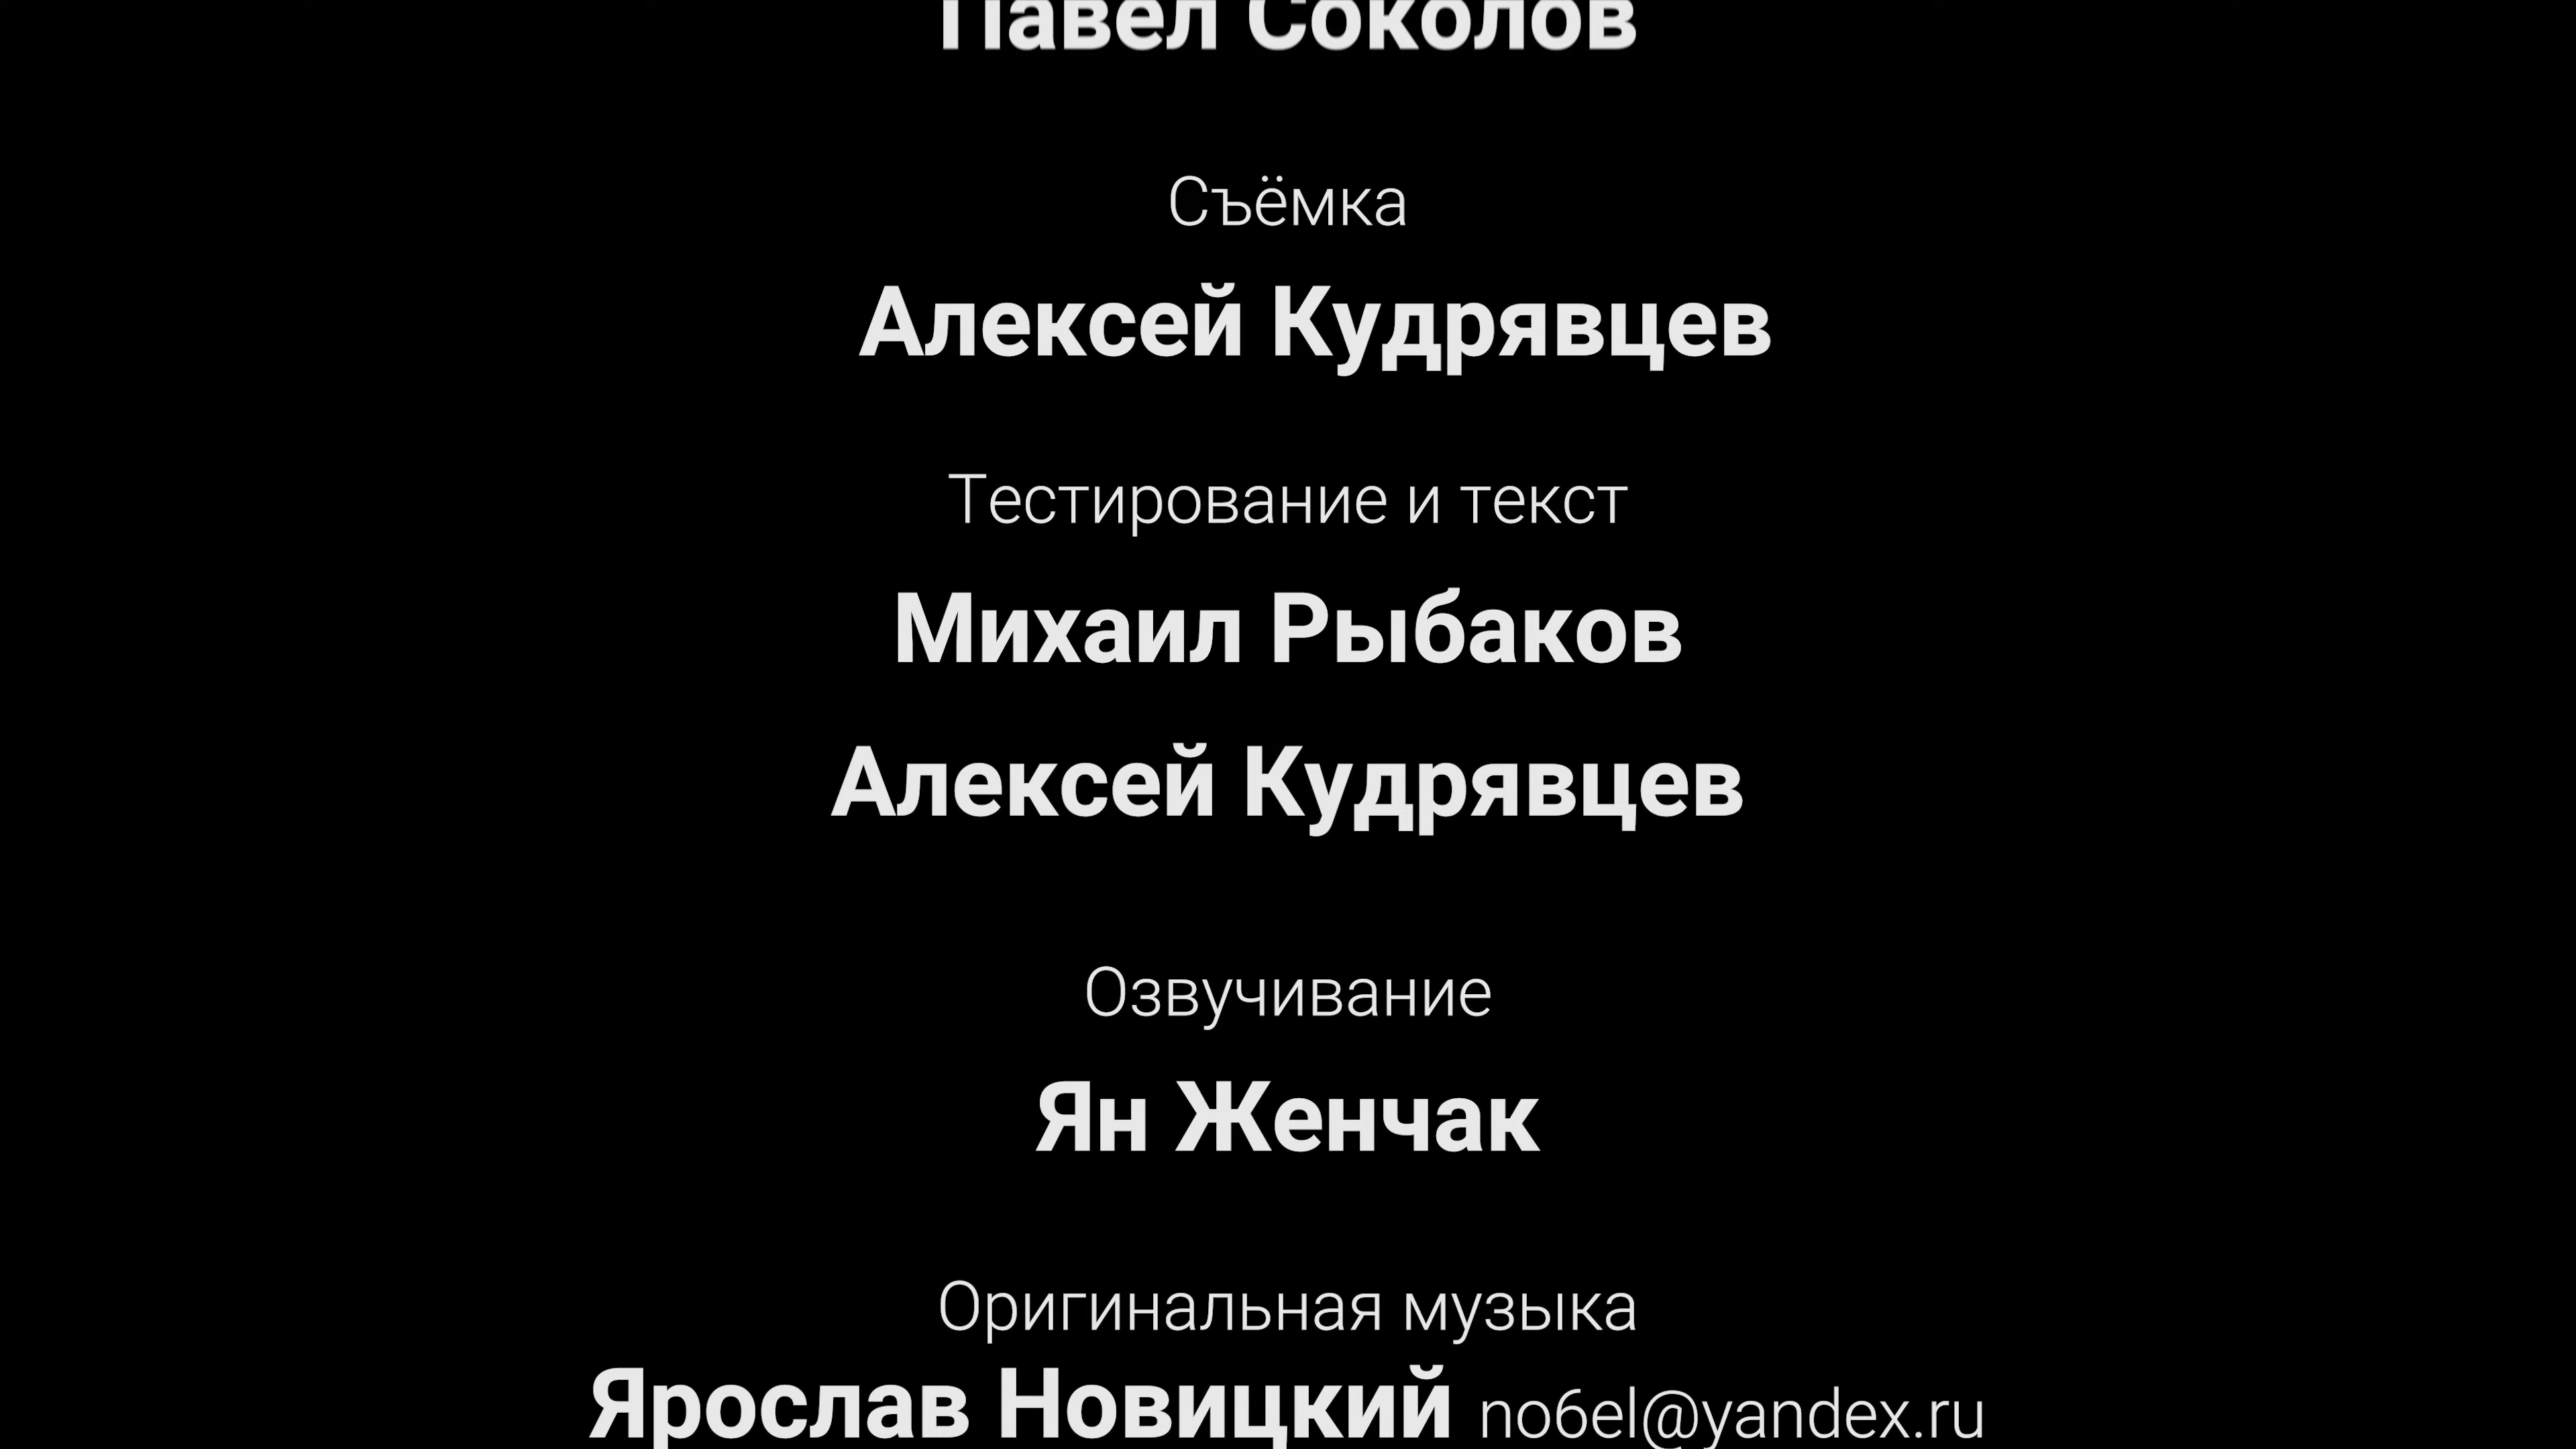 Павел Соколов
Съёмка
Алексей Кудрявцев
Тестирование и текст
Михаил Рыбаков
Алексей Кудрявцев
Озвучивание
Ян Женчак
Оригинальная музыка
Ярослав Новицкий no6el@yandex.ru